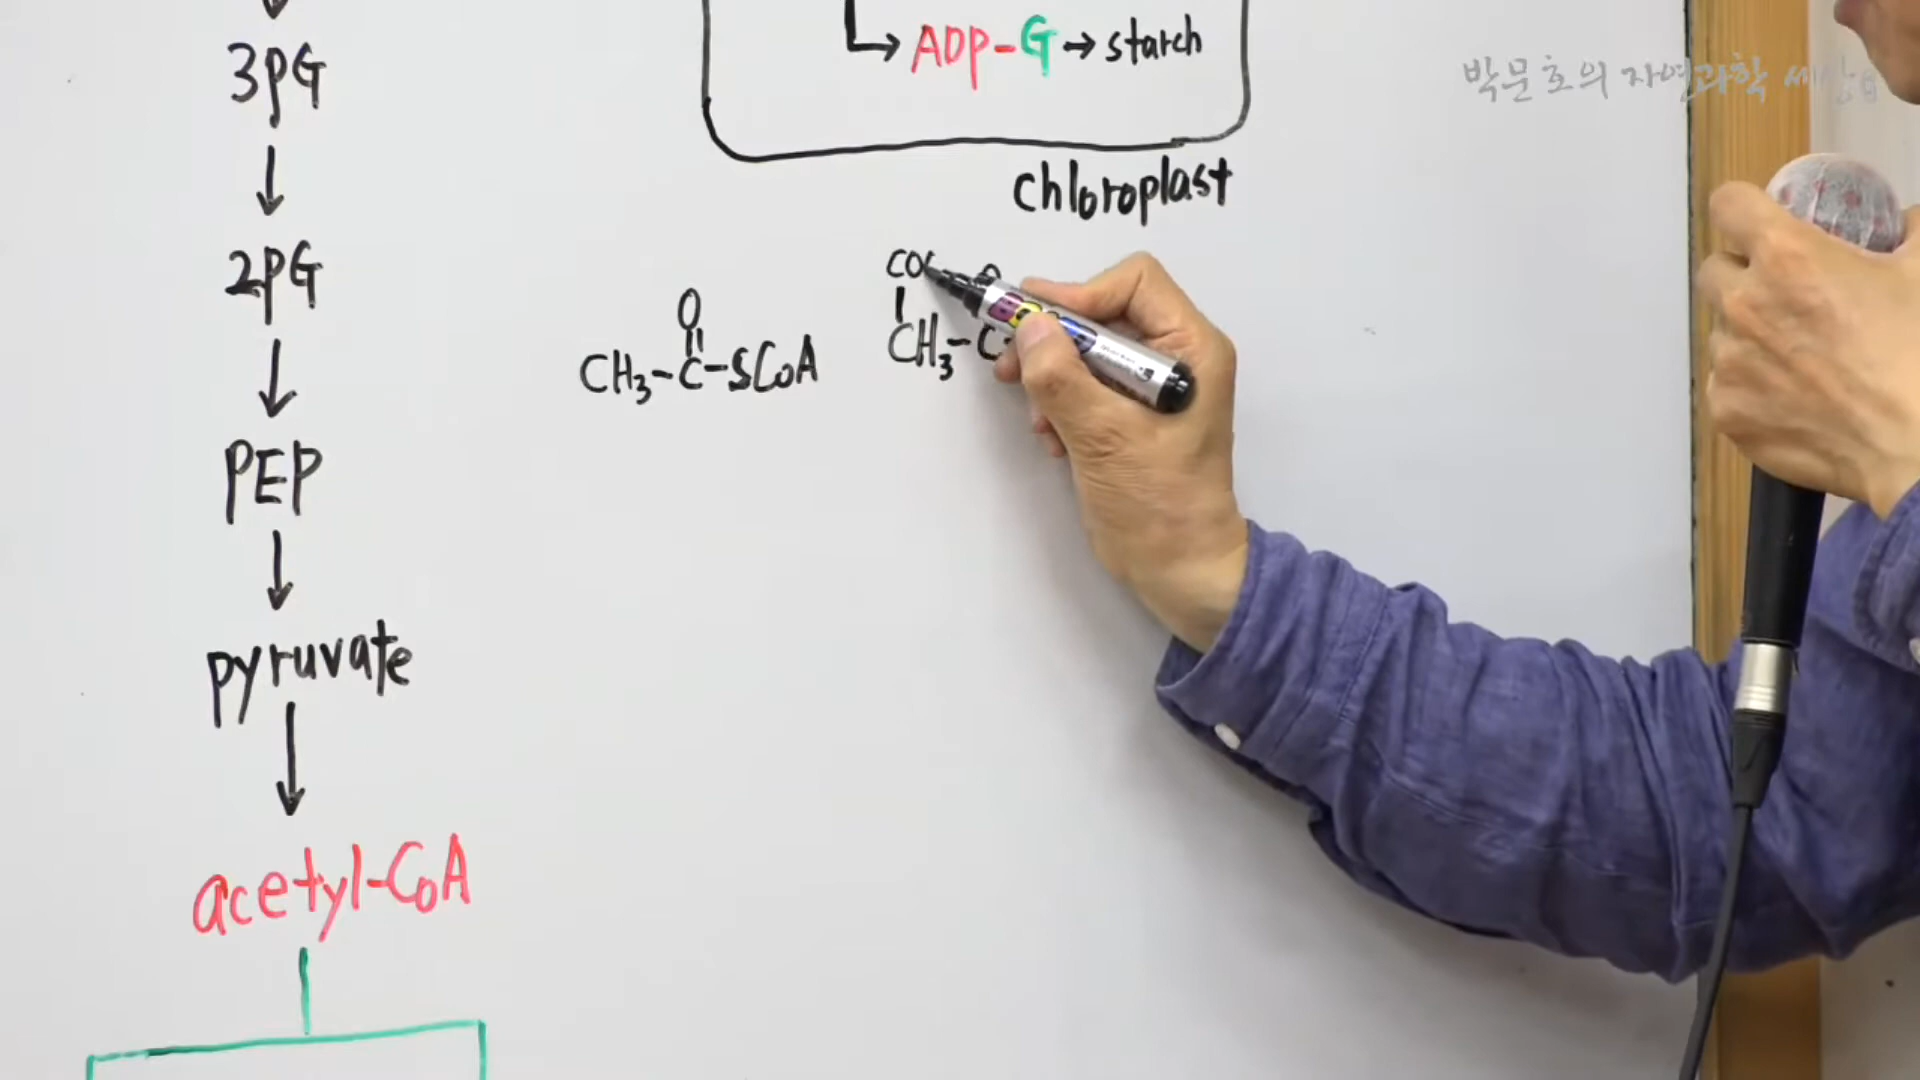 3PG
2PG
PEP
pyruvate
acetyl-CoA
ADP-G → starch
chloroplast
O
CH₃-C-SCoA
O
CH₃-C
박문호의 자연과학 세상